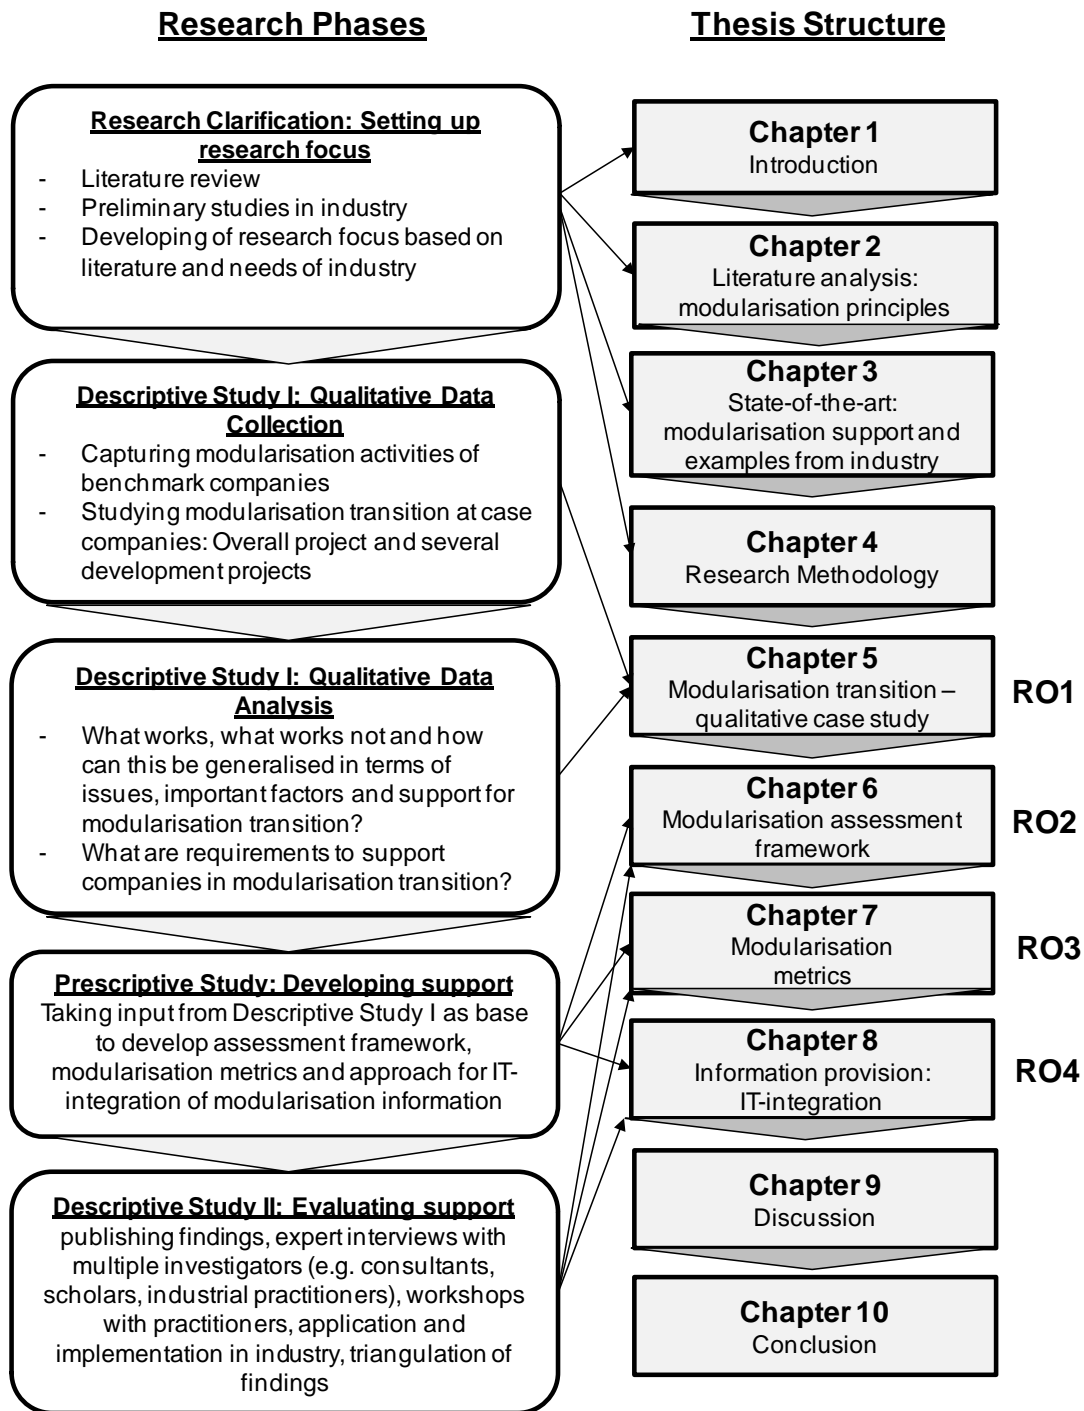 Research Phases
Research Clarification: Setting up
research focus
- Literature review
- Preliminary studies in industry
- Developing of research focus based on
literature and needs of industry
Descriptive Study I: Qualitative Data
Collection
- Capturing modularisation activities of
benchmark companies
- Studying modularisation transition at case
companies: Overall project and several
development projects
Descriptive Study I: Qualitative Data
Analysis
- What works, what works not and how
can this be generalised in terms of
issues, important factors and support for
modularisation transition?
- What are requirements to support
companies in modularisation transition?
Prescriptive Study: Developing support
Taking input from Descriptive Study I as base
to develop assessment framework,
modularisation metrics and approach for IT-
integration of modularisation information
Descriptive Study II: Evaluating support
publishing findings, expert interviews with
multiple investigators (e.g. consultants,
scholars, industrial practitioners), workshops
with practitioners, application and
implementation in industry, triangulation of
findings
Thesis Structure
Chapter 1
Introduction
Chapter 2
Literature analysis:
modularisation principles
Chapter 3
State-of-the-art:
modularisation support and
examples from industry
Chapter 4
Research Methodology
Chapter 5
Modularisation transition –
qualitative case study
RO1
Chapter 6
Modularisation assessment
framework
RO2
Chapter 7
Modularisation
metrics
RO3
Chapter 8
Information provision:
IT-integration
RO4
Chapter 9
Discussion
Chapter 10
Conclusion